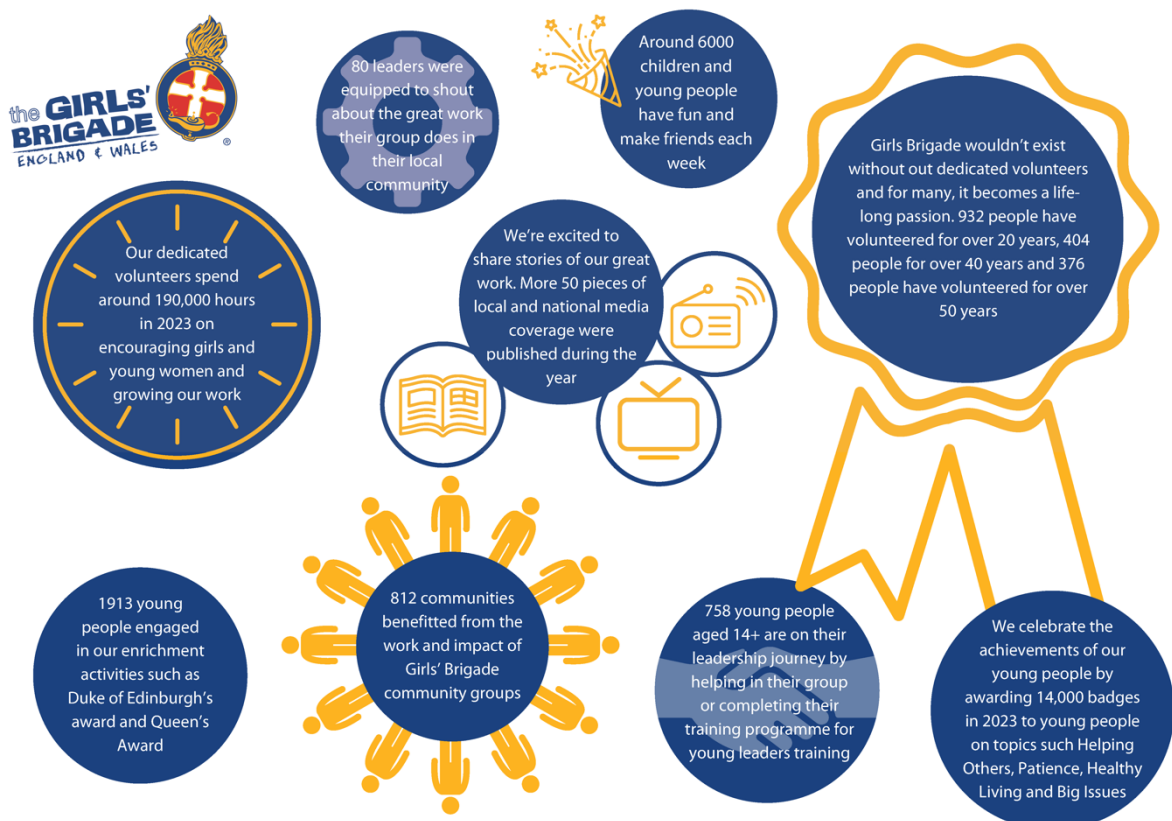 the GIRLS'
BRIGADE
ENGLAND & WALES
®
80 leaders were
equipped to shout
about the great work
their group does in
their local
community
Around 6000
children and
young people
have fun and
make friends each
week
Girls Brigade wouldn't exist
without out dedicated volunteers
and for many, it becomes a life-
long passion. 932 people have
volunteered for over 20 years, 404
people for over 40 years and 376
people have volunteered for over
50 years
Our dedicated
volunteers spend
around 190,000 hours
in 2023 on
encouraging girls and
young women and
growing our work
We're excited to
share stories of our great
work. More 50 pieces of
local and national media
coverage were
published during the
year
1913 young
people engaged
in our enrichment
activities such as
Duke of Edinburgh's
award and Queen's
Award
812 communities
benefitted from the
work and impact of
Girls' Brigade
community groups
758 young people
aged 14+ are on their
leadership journey by
helping in their group
or completing their
training programme for
young leaders training
We celebrate the
achievements of our
young people by
awarding 14,000 badges
in 2023 to young people
on topics such Helping
Others, Patience, Healthy
Living and Big Issues